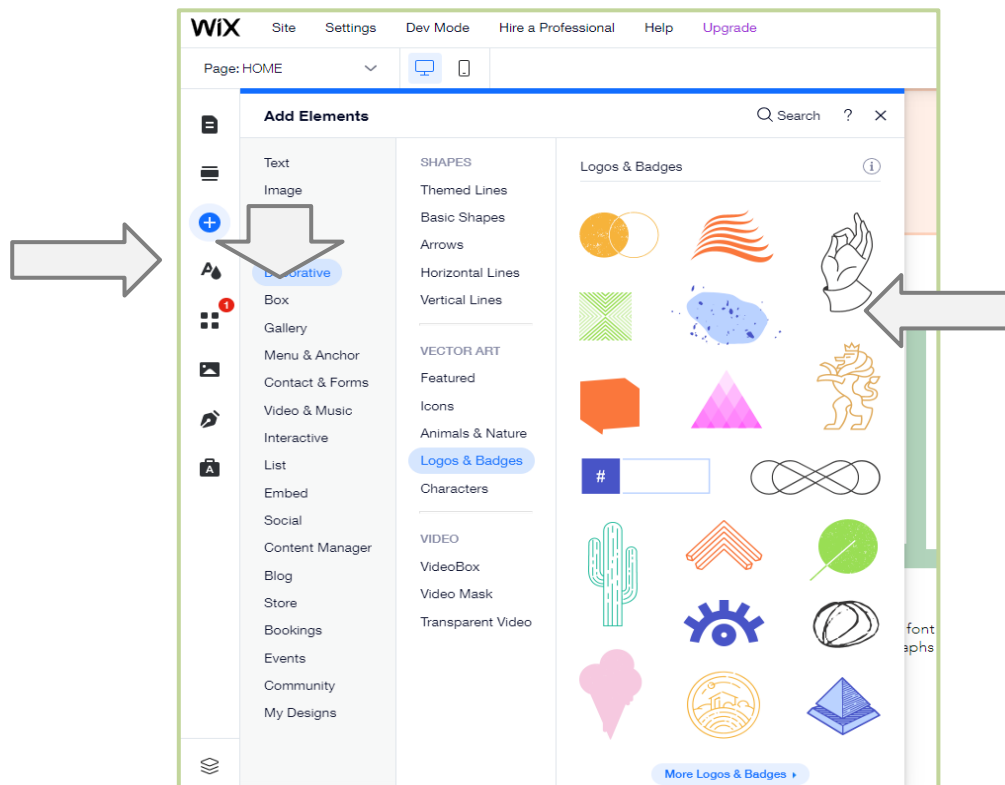 WiX Site Settings Dev Mode Hire a Professional Help Upgrade
Page: HOME
Add Elements
Search ? ×
Text
Image
Box
Gallery
Menu & Anchor
Contact & Forms
Video & Music
Interactive
List
Embed
Social
Content Manager
Blog
Store
Bookings
Events
Community
My Designs
SHAPES
Themed Lines
Basic Shapes
Arrows
Horizontal Lines
Vertical Lines
VECTOR ART
Featured
Icons
Animals & Nature
Logos & Badges
Characters
VIDEO
VideoBox
Video Mask
Transparent Video
Logos & Badges
#
More Logos & Badges
1
A
A
font